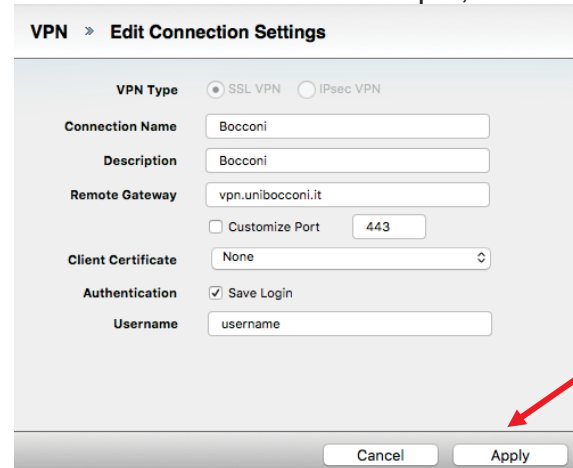 VPN » Edit Connection Settings
VPN Type SSL VPN IPsec VPN
Connection Name Bocconi
Description Bocconi
Remote Gateway vpn.unibocconi.it
Customize Port 443
Client Certificate None
Authentication Save Login
Username username
Cancel Apply